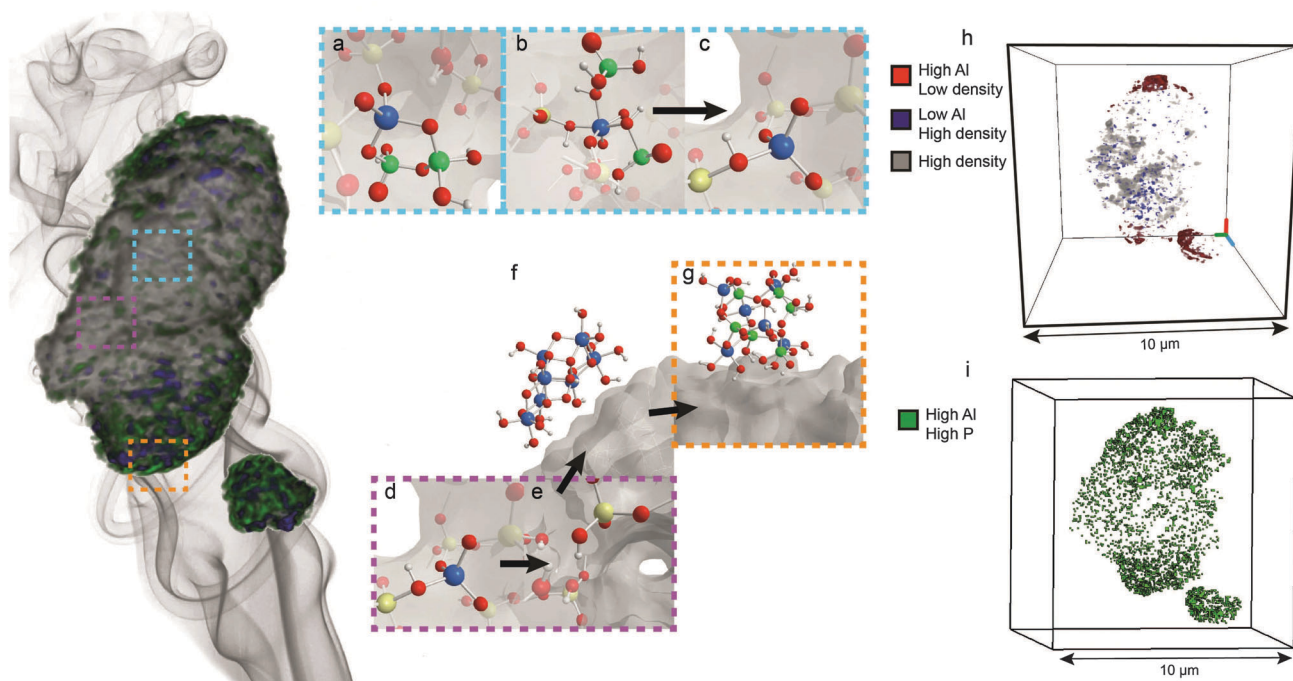 a
b
c
d
e
f
g
h
High Al
Low density
Low Al
High density
High density
10 µm
i
High Al
High P
10 µm